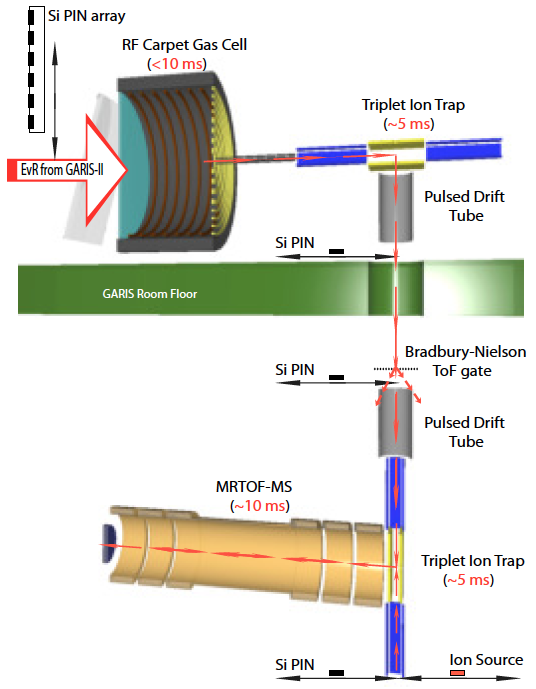 Si PIN array
RF Carpet Gas Cell
(<10 ms)
Triplet Ion Trap
(~5 ms)
EvR from GARIS-II
Pulsed Drift
Tube
Si PIN
GARIS Room Floor
Bradbury-Nielson
ToF gate
Si PIN
Pulsed Drift
Tube
MRTOF-MS
(~10 ms)
Triplet Ion Trap
(~5 ms)
Si PIN
Ion Source